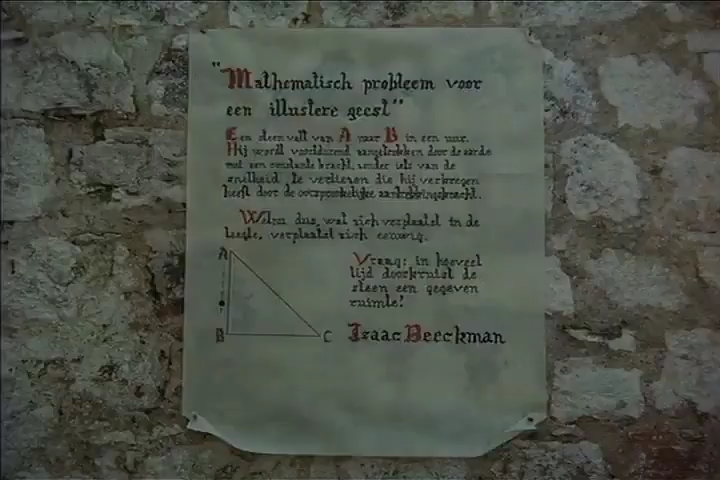 "Mathematisch probleem voor
een illustere geest"
Een steen valt van A naar B in een uur.
Hij wordt voortdurend aangetrokken door de aarde
met een constante kracht, zonder iets van de
snelheid te verliezen die hij verkregen
heeft door de oorspronkelijke aantrekkingskracht.
Welnu dus, wat zich verplaatst in de
leegte, verplaatst zich eeuwig.
A
B
C
Vraag: in hoeveel
tijd doorkruist de
steen een gegeven
ruimte?
Isaac Beeckman